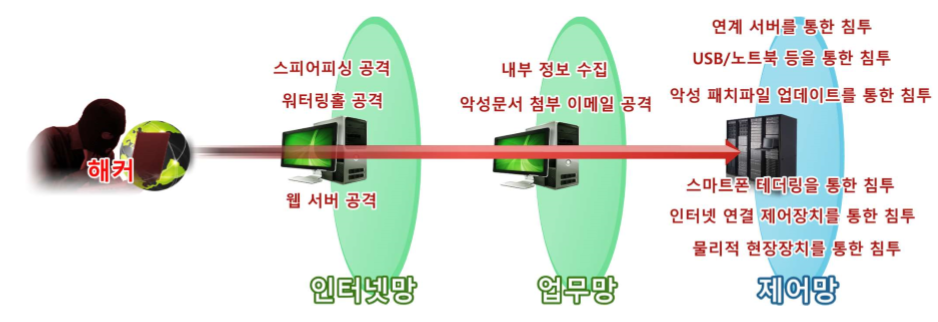 해커
스피어피싱 공격
워터링홀 공격
웹 서버 공격
인터넷망
내부 정보 수집
악성문서 첨부 이메일 공격
업무망
연계 서버를 통한 침투
USB/노트북 등을 통한 침투
악성 패치파일 업데이트를 통한 침투
스마트폰 테더링을 통한 침투
인터넷 연결 제어장치를 통한 침투
물리적 현장장치를 통한 침투
제어망